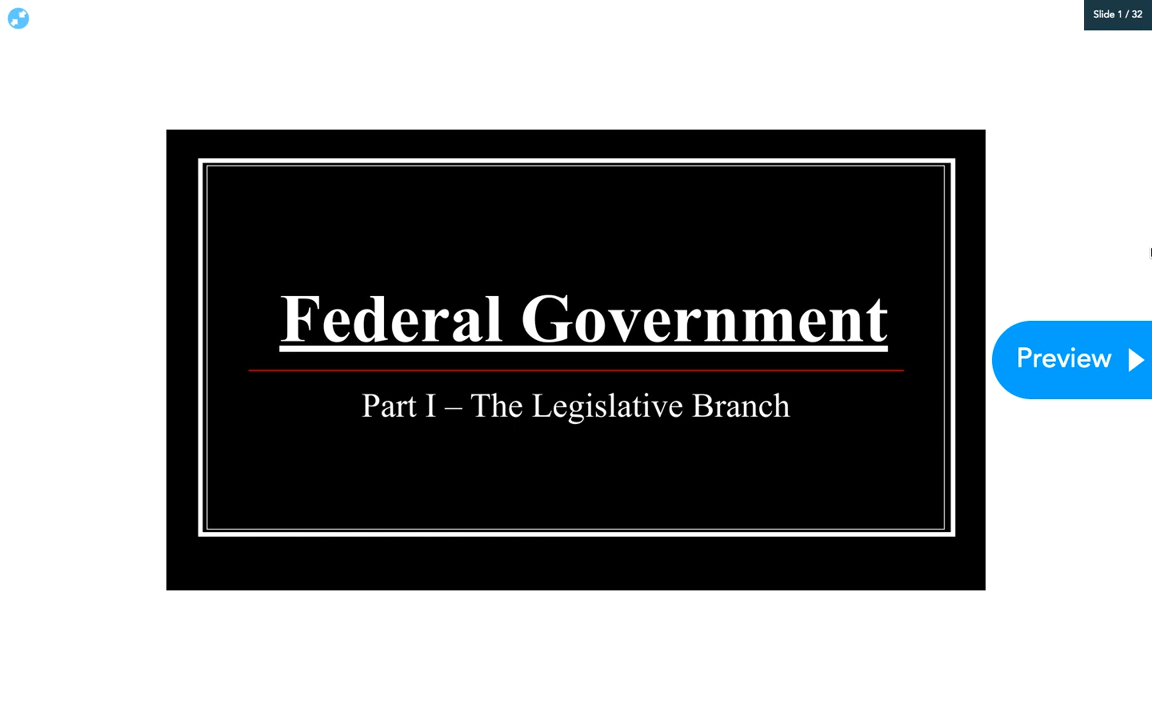 Slide 1 / 32
Federal Government
Part I – The Legislative Branch
Preview